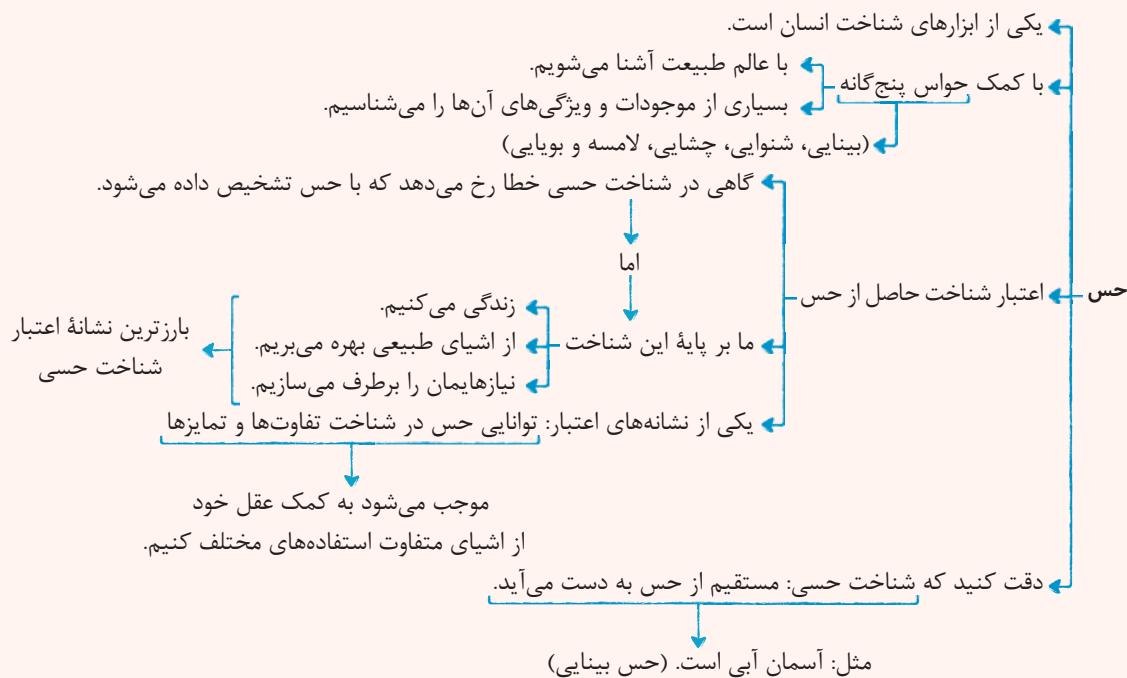 حس
یکی از ابزارهای شناخت انسان است.
با کمک حواس پنج‌گانه
با عالم طبیعت آشنا می‌شویم.
بسیاری از موجودات و ویژگی‌های آن‌ها را می‌شناسیم.
(بینایی، شنوایی، چشایی، لامسه و بویایی)
اعتبار شناخت حاصل از حس
گاهی در شناخت حسی خطا رخ می‌دهد که با حس تشخیص داده می‌شود.
اما
ما بر پایهٔ این شناخت
زندگی می‌کنیم.
از اشیای طبیعی بهره می‌بریم.
نیازهایمان را برطرف می‌سازیم.
بارزترین نشانهٔ اعتبار
شناخت حسی
یکی از نشانه‌های اعتبار: توانایی حس در شناخت تفاوت‌ها و تمایزها
موجب می‌شود به کمک عقل خود
از اشیای متفاوت استفاده‌های مختلف کنیم.
دقت کنید که شناخت حسی: مستقیم از حس به دست می‌آید.
مثل: آسمان آبی است. (حس بینایی)